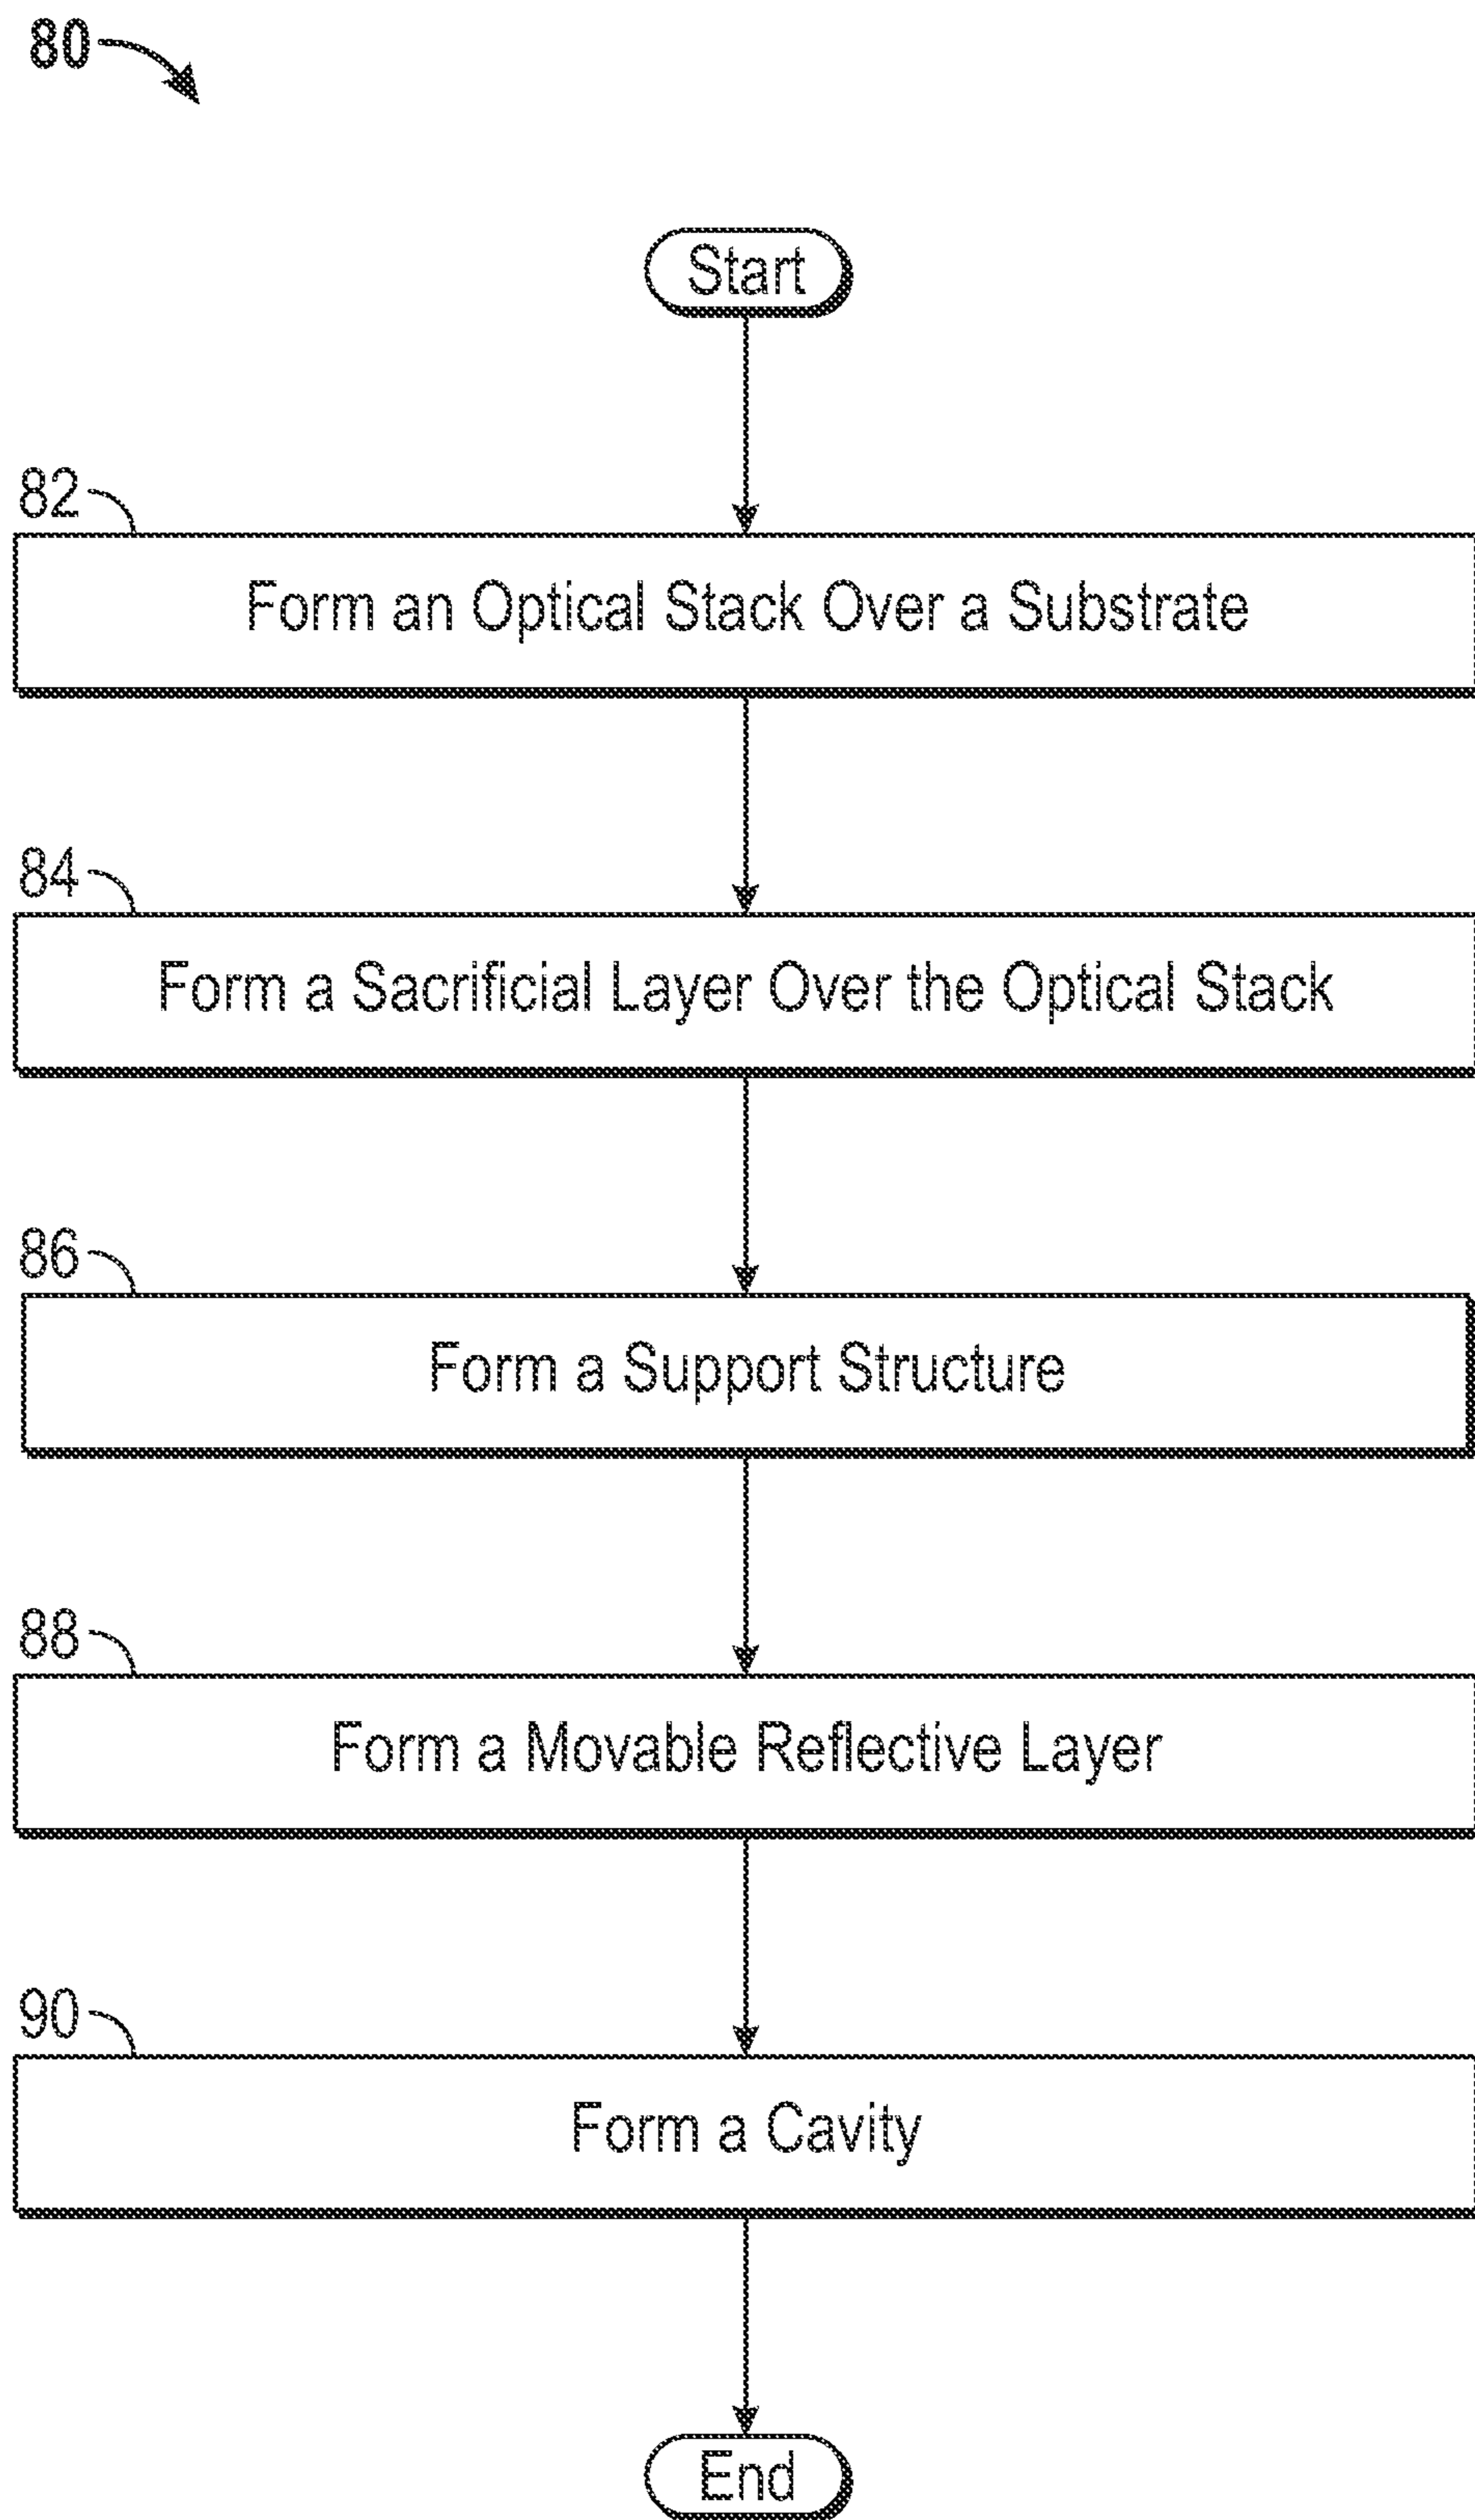 80
Start
82
Form an Optical Stack Over a Substrate
84
Form a Sacrificial Layer Over the Optical Stack
86
Form a Support Structure
88
Form a Movable Reflective Layer
90
Form a Cavity
End